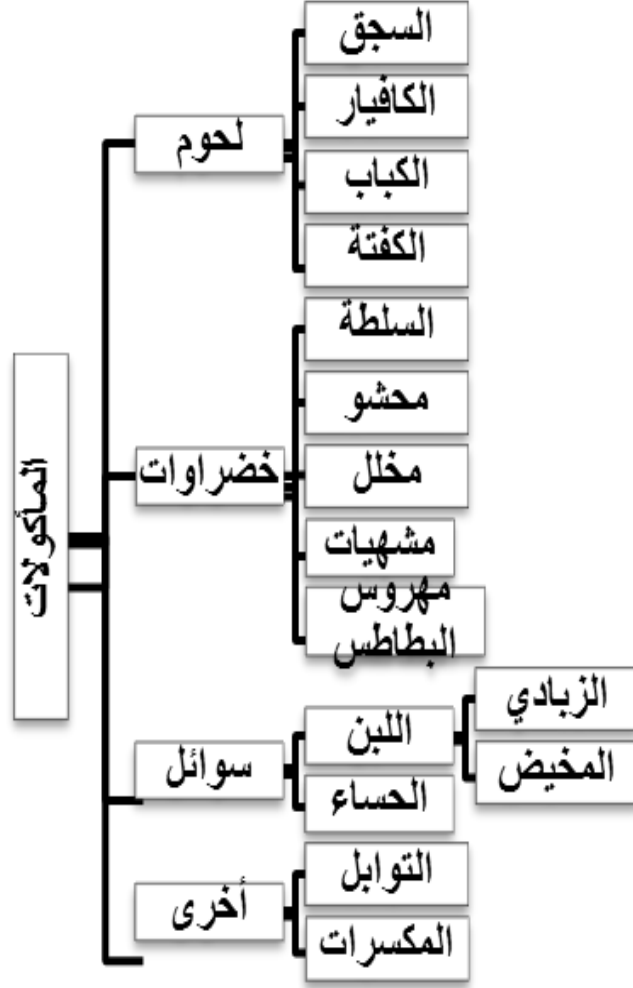 المأكولات
لحوم
السجق
الكافيار
الكباب
الكفتة
خضراوات
السلطة
محشو
مخلل
مشهيات
مهروس
البطاطس
سوائل
اللبن
الزبادي
المخيض
الحساء
أخرى
التوابل
المكسرات